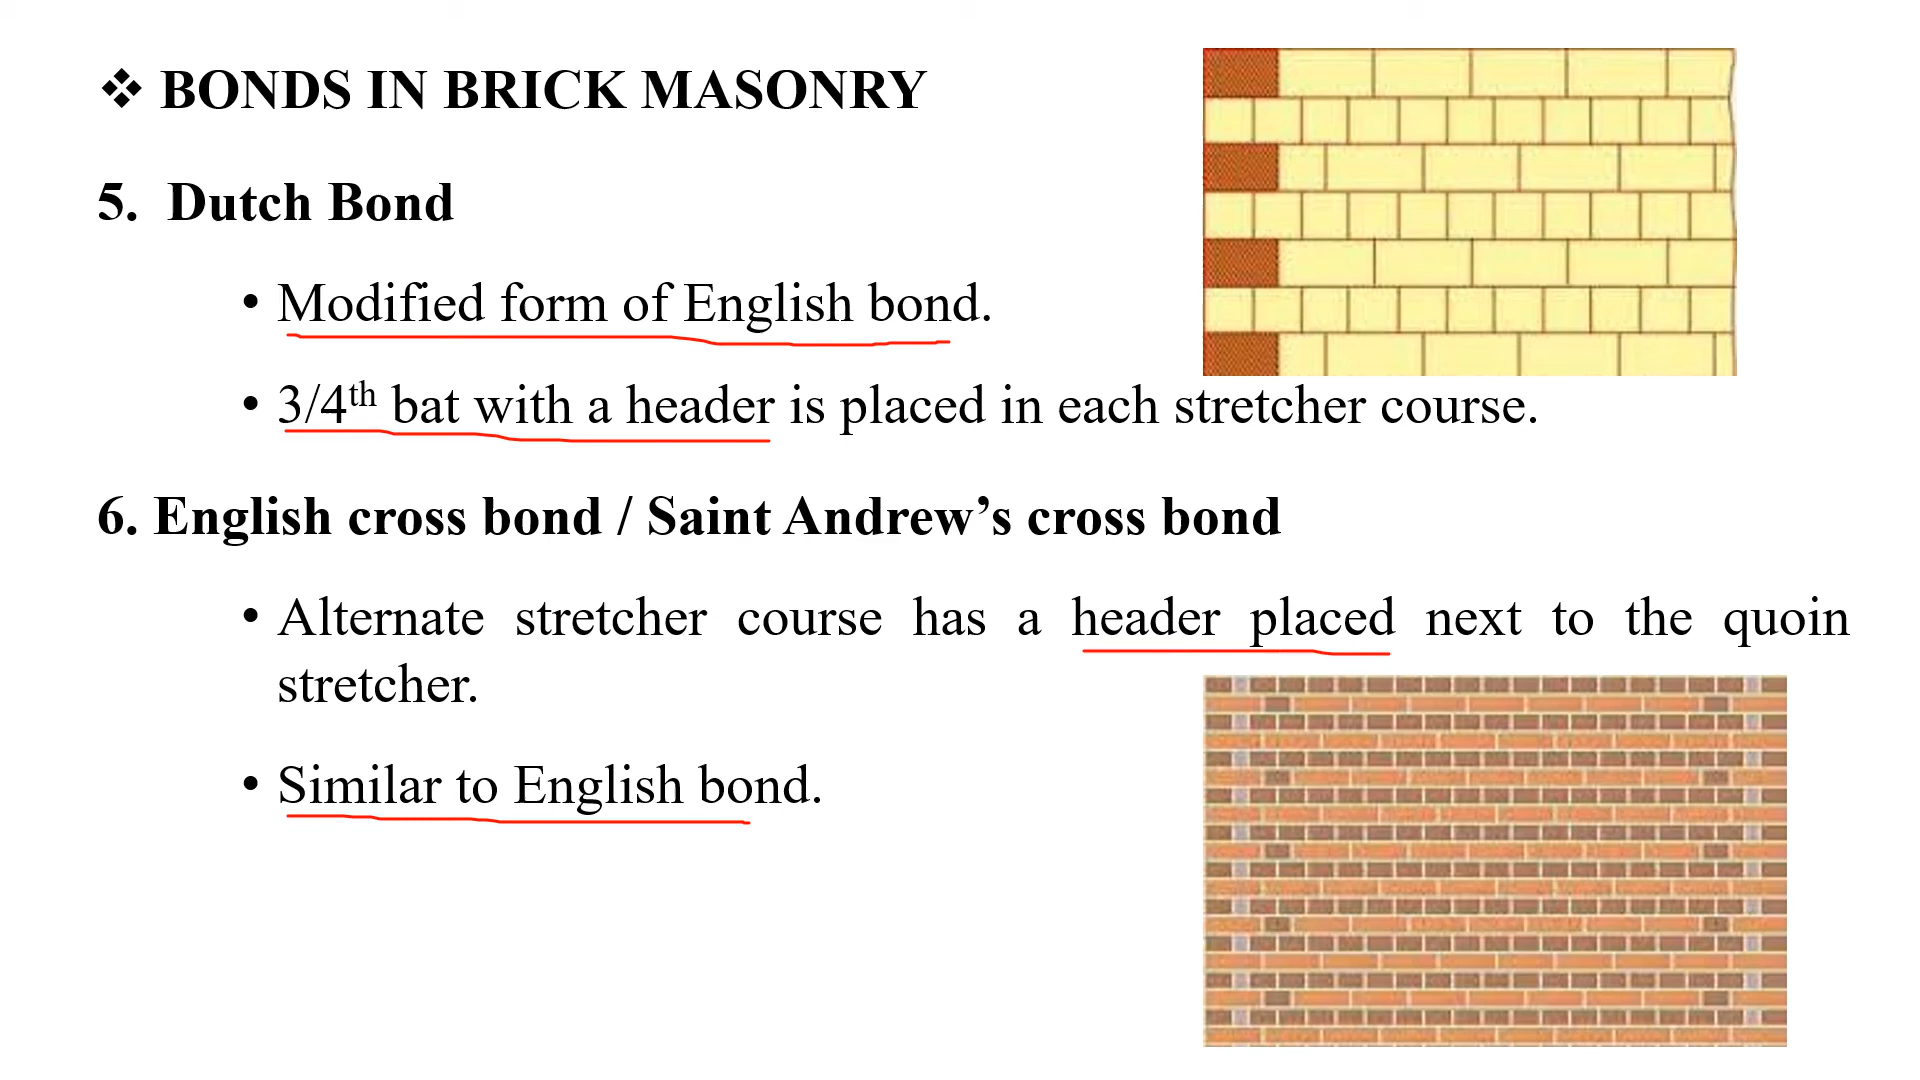 ❖ BONDS IN BRICK MASONRY
5. Dutch Bond
• Modified form of English bond.
• 3/4th bat with a header is placed in each stretcher course.
6. English cross bond / Saint Andrew’s cross bond
• Alternate stretcher course has a header placed next to the quoin
stretcher.
• Similar to English bond.